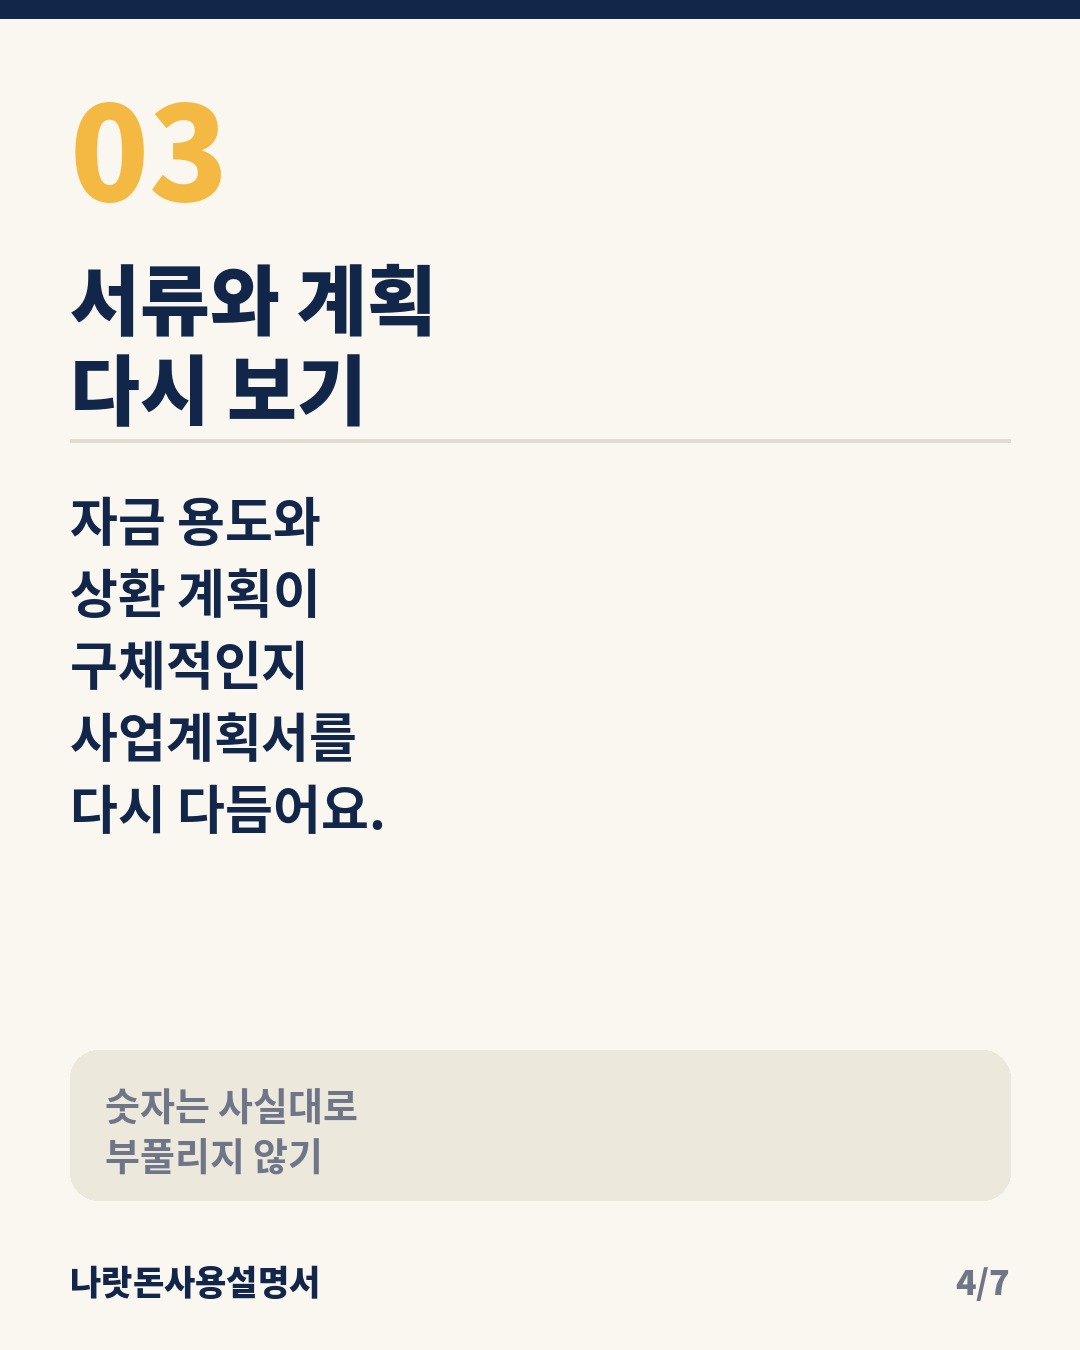 03
서류와 계획
다시 보기
자금 용도와
상환 계획이
구체적인지
사업계획서를
다시 다듬어요.
숫자는 사실대로
부풀리지 않기
나랏돈사용설명서
4/7